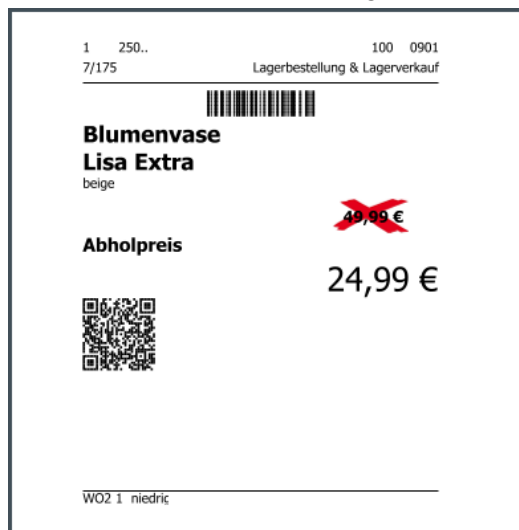 1 250.. 100 0901
7/175 Lagerbestellung & Lagerverkauf
Blumenvase
Lisa Extra
beige
49,99 €
Abholpreis
24,99 €
WO2 1 niedrig